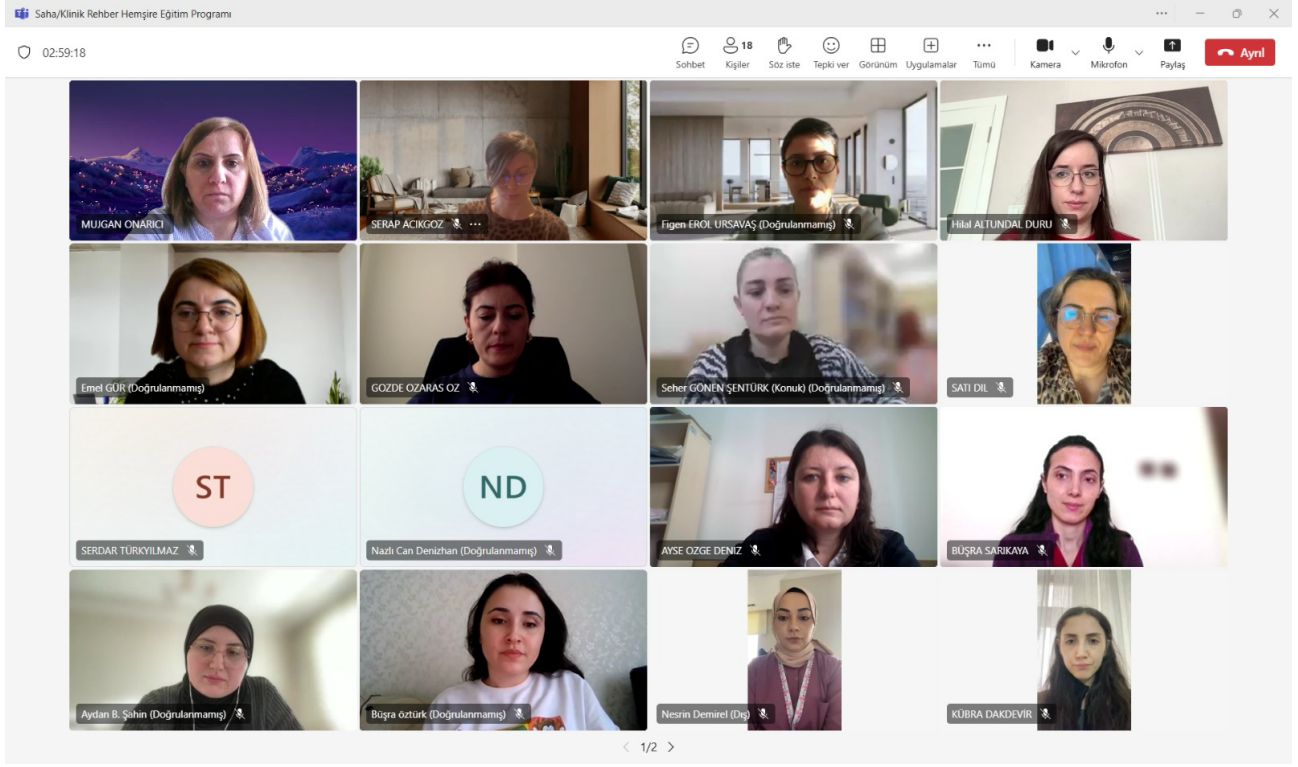 Saha/Klinik Rehber Hemşire Eğitim Programı
02:59:18
18
Sohbet
Kişiler
Söz iste
Tepki ver
Görünüm
Uygulamalar
Tümü
Kamera
Mikrofon
Paylaş
Ayrıl
MUJGAN ONARICI
SERAP ACIKGOZ
Figen EROL URSAVAŞ (Doğrulanmamış)
Hilal ALTUNDAL DURU
Emel GÜR (Doğrulanmamış)
GOZDE OZARAS OZ
Seher GÖNEN ŞENTÜRK (Konuk) (Doğrulanmamış)
SATI DIL
ST
SERDAR TÜRKYILMAZ
ND
Nazlı Can Denizhan (Doğrulanmamış)
AYSE OZGE DENIZ
BÜŞRA SARIKAYA
Aydan B. Şahin (Doğrulanmamış)
Büşra öztürk (Doğrulanmamış)
Nesrin Demirel (Dış)
KÜBRA DAKDEVİR
1/2